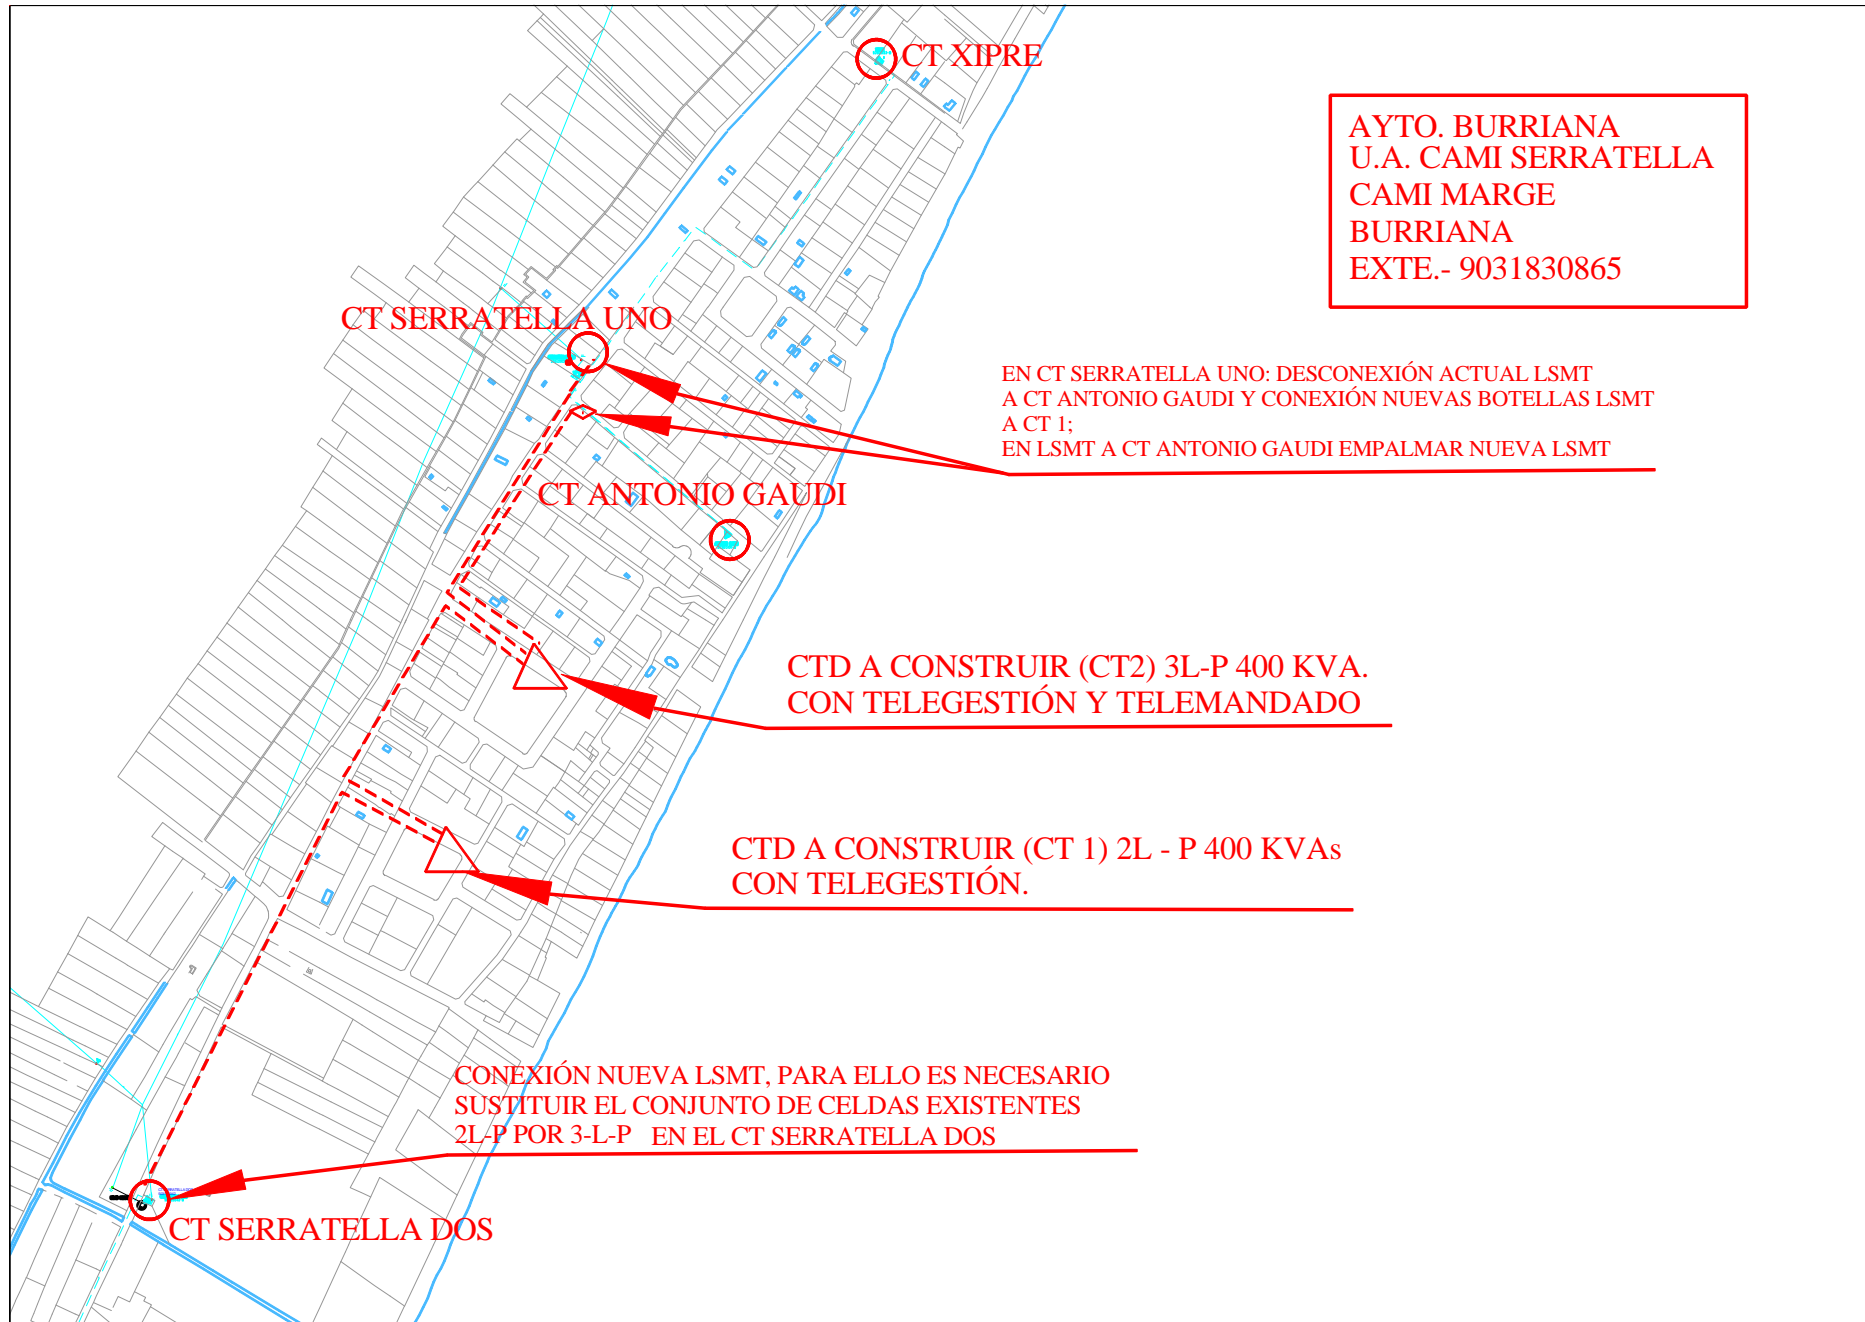 CT XIPRE
AYTO. BURRIANA
U.A. CAMI SERRATELLA
CAMI MARGE
BURRIANA
EXTE.- 9031830865
CT SERRATELLA UNO
EN CT SERRATELLA UNO: DESCONEXIÓN ACTUAL LSMT
A CT ANTONIO GAUDI Y CONEXIÓN NUEVAS BOTELLAS LSMT
A CT 1;
EN LSMT A CT ANTONIO GAUDI EMPALMAR NUEVA LSMT
CT ANTONIO GAUDI
CTD A CONSTRUIR (CT2) 3L-P 400 KVA.
CON TELEGESTIÓN Y TELEMANDADO
CTD A CONSTRUIR (CT 1) 2L - P 400 KVAs
CON TELEGESTIÓN.
CONEXIÓN NUEVA LSMT, PARA ELLO ES NECESARIO
SUSTITUIR EL CONJUNTO DE CELDAS EXISTENTES
2L-P POR 3-L-P EN EL CT SERRATELLA DOS
CT SERRATELLA DOS